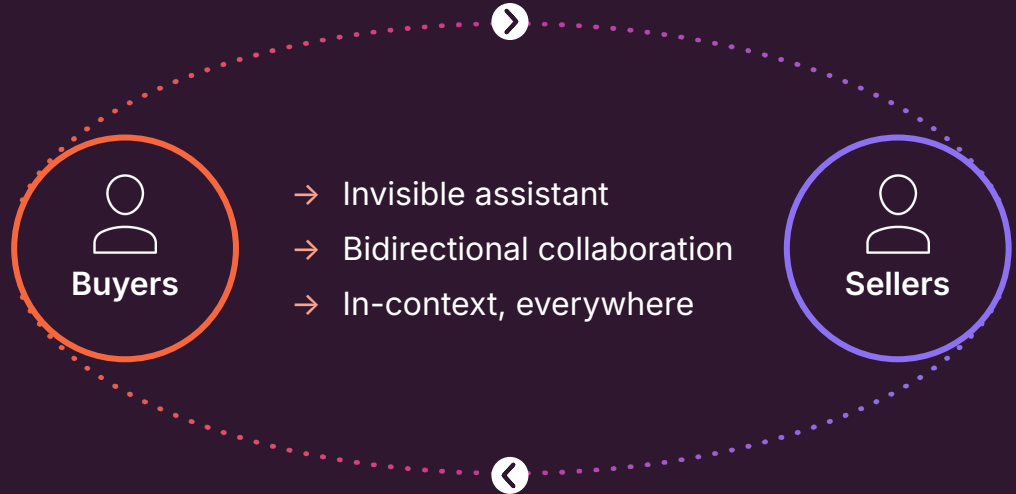 Buyers
→ Invisible assistant
→ Bidirectional collaboration
→ In-context, everywhere
Sellers